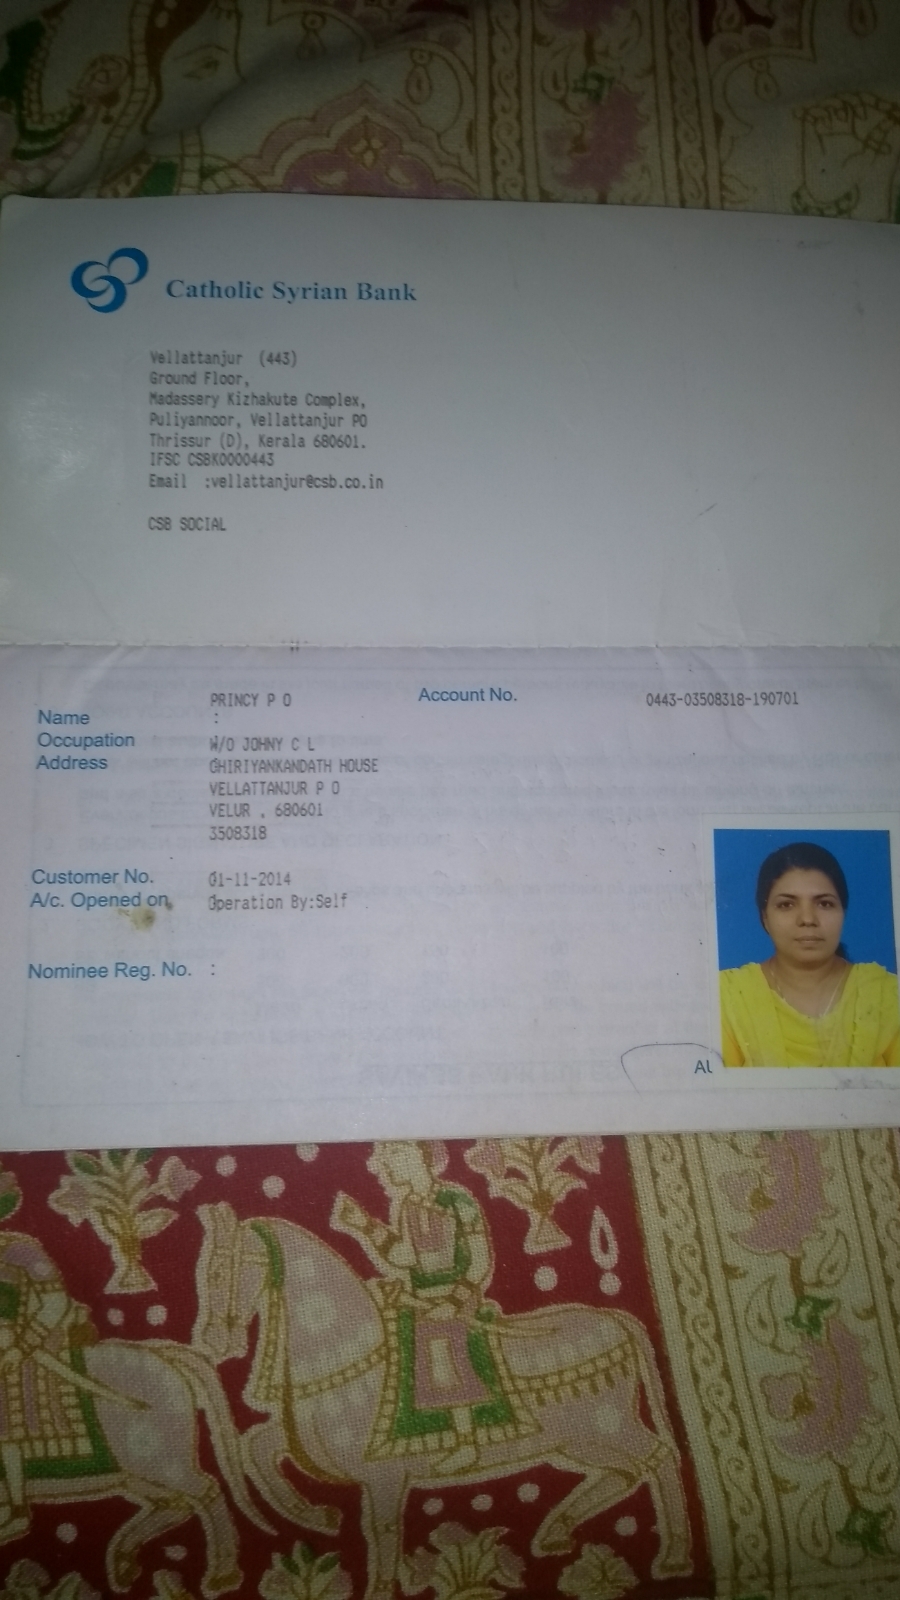 Catholic Syrian Bank
Vellattanjur (443)
Ground Floor,
Madassery Kizhakute Complex,
Puliyannoor, Vellattanjur PO
Thrissur (D), Kerala 680601.
IFSC CSBK0000443
Email :vellattanjur@csb.co.in
CSB SOCIAL
PRINCY P O
Account No. 0443-03508318-190701
Name :
Occupation W/O JOHNY C L
Address CHIRIYANKANDATH HOUSE
VELLATTANJUR P O
VELUR , 680601
3508318
Customer No. 01-11-2014
A/c. Opened on Operation By:Self
Nominee Reg. No. :